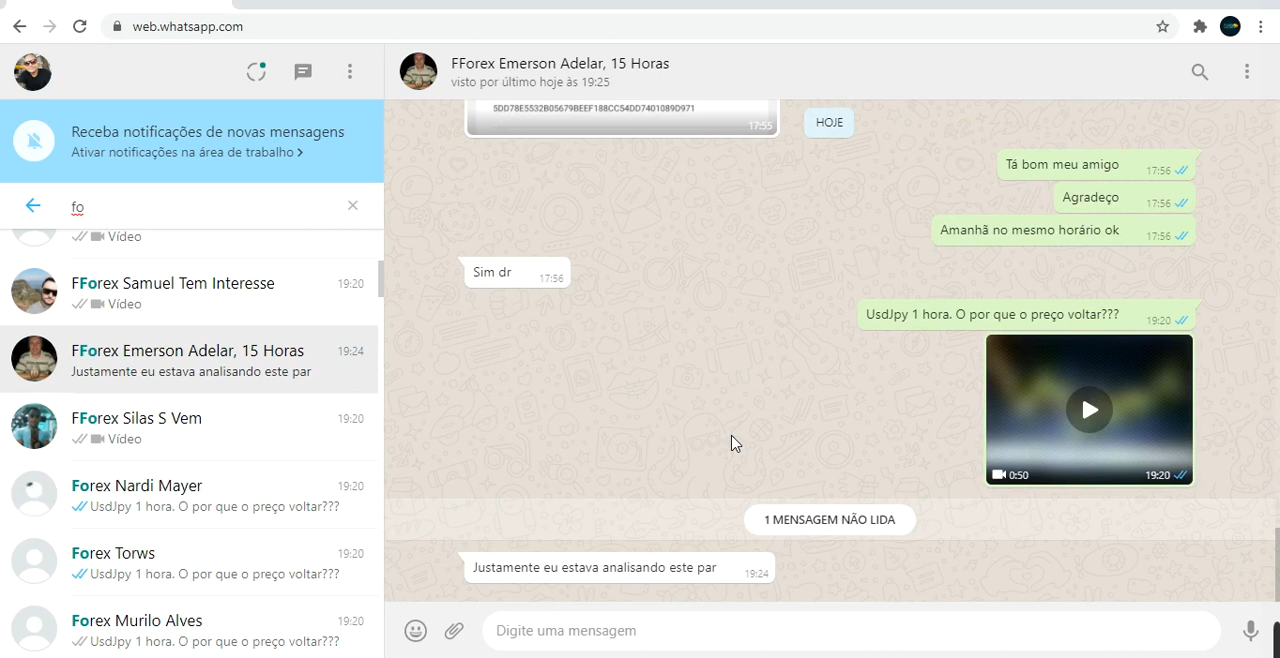 web.whatsapp.com
FForex Emerson Adelar, 15 Horas
visto por último hoje às 19:25
Receba notificações de novas mensagens
Ativar notificações na área de trabalho >
fo
Vídeo
FForex Samuel Tem Interesse 19:20
Vídeo
FForex Emerson Adelar, 15 Horas 19:24
Justamente eu estava analisando este par
FForex Silas S Vem 19:20
Vídeo
Forex Nardi Mayer 19:20
UsdJpy 1 hora. O por que o preço voltar???
Forex Torws 19:20
UsdJpy 1 hora. O por que o preço voltar???
Forex Murilo Alves 19:20
UsdJpy 1 hora. O por que o preço voltar???
5DD78E5532B05679BEEF188CC54DD7401089D971
17:55
HOJE
Tá bom meu amigo 17:56
Agradeço 17:56
Amanhã no mesmo horário ok 17:56
Sim dr 17:56
UsdJpy 1 hora. O por que o preço voltar??? 19:20
0:50 19:20
1 MENSAGEM NÃO LIDA
Justamente eu estava analisando este par 19:24
Digite uma mensagem